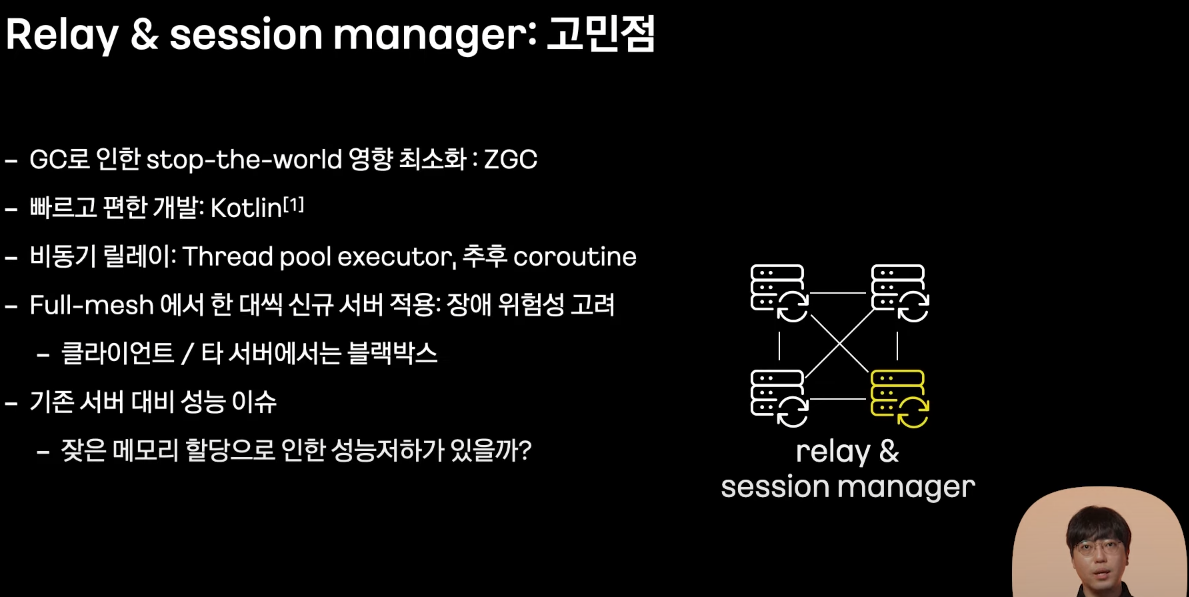 Relay & session manager: 고민점
– GC로 인한 stop-the-world 영향 최소화 : ZGC
– 빠르고 편한 개발: Kotlin[1]
– 비동기 릴레이: Thread pool executor, 추후 coroutine
– Full-mesh 에서 한 대씩 신규 서버 적용: 장애 위험성 고려
– 클라이언트 / 타 서버에서는 블랙박스
– 기존 서버 대비 성능 이슈
– 잦은 메모리 할당으로 인한 성능저하가 있을까?
relay &
session manager